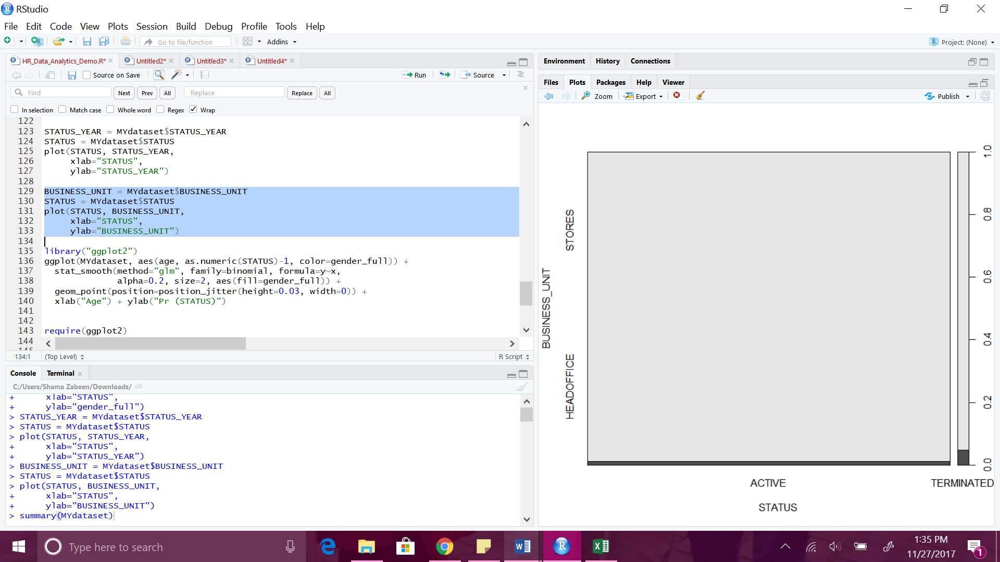 RStudio
File Edit Code View Plots Session Build Debug Profile Tools Help
Go to file/function Addins Project: (None)
HR_Data_Analytics_Demo.R* Untitled2* Untitled3* Untitled4*
Source on Save Run Source
Find Next Prev All Replace Replace All
In selection Match case Whole word Regex Wrap
122
123 STATUS_YEAR = MYdataset$STATUS_YEAR
124 STATUS = MYdataset$STATUS
125 plot(STATUS, STATUS_YEAR,
126 xlab="STATUS",
127 ylab="STATUS_YEAR")
128
129 BUSINESS_UNIT = MYdataset$BUSINESS_UNIT
130 STATUS = MYdataset$STATUS
131 plot(STATUS, BUSINESS_UNIT,
132 xlab="STATUS",
133 ylab="BUSINESS_UNIT")
134
135 library("ggplot2")
136 ggplot(MYdataset, aes(age, as.numeric(STATUS)-1, color=gender_full)) +
137 stat_smooth(method="glm", family=binomial, formula=y~x,
138 alpha=0.2, size=2, aes(fill=gender_full)) +
139 geom_point(position=position_jitter(height=0.03, width=0)) +
140 xlab("Age") + ylab("Pr (STATUS)")
141
142
143 require(ggplot2)
144
145
134:1 (Top Level) R Script
Console Terminal
C:/Users/Shama Zabeen/Downloads/
+ xlab="STATUS",
+ ylab="gender_full")
> STATUS_YEAR = MYdataset$STATUS_YEAR
> STATUS = MYdataset$STATUS
> plot(STATUS, STATUS_YEAR,
+ xlab="STATUS",
+ ylab="STATUS_YEAR")
> BUSINESS_UNIT = MYdataset$BUSINESS_UNIT
> STATUS = MYdataset$STATUS
> plot(STATUS, BUSINESS_UNIT,
+ xlab="STATUS",
+ ylab="BUSINESS_UNIT")
> summary(MYdataset)
Environment History Connections
Files Plots Packages Help Viewer
Zoom Export Publish
BUSINESS_UNIT
STORES
HEADOFFICE
1.0
0.8
0.6
0.4
0.2
0.0
ACTIVE TERMINATED
STATUS
Type here to search
1:35 PM
11/27/2017
1